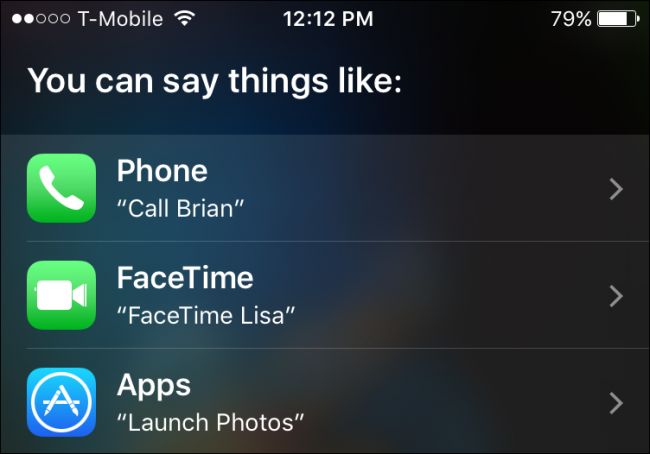 T-Mobile 12:12 PM 79%
You can say things like:
Phone
“Call Brian”
FaceTime
“FaceTime Lisa”
Apps
“Launch Photos”